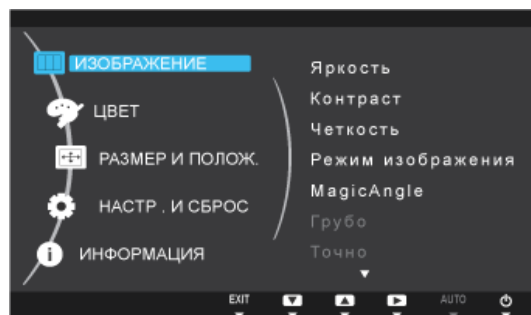 ИЗОБРАЖЕНИЕ
ЦВЕТ
РАЗМЕР И ПОЛОЖ.
НАСТР . И СБРОС
ИНФОРМАЦИЯ
Яркость
Контраст
Четкость
Режим изображения
MagicAngle
Грубо
Точно
EXIT
AUTO